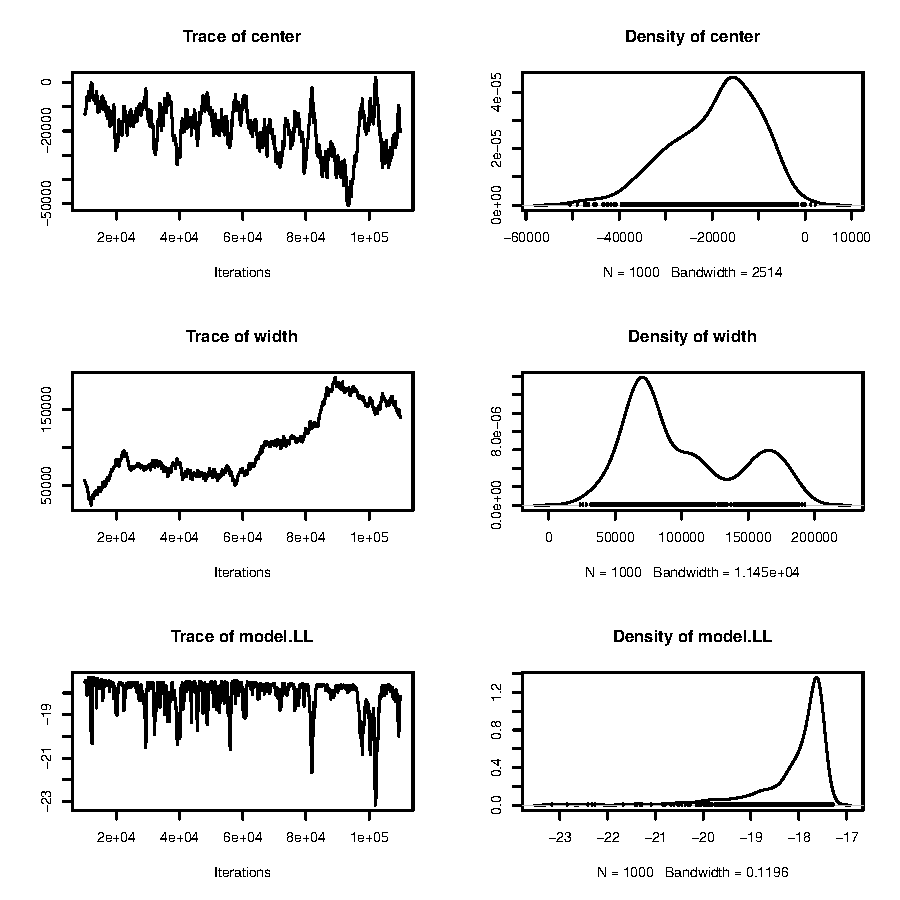 Trace of center
0
−20000
−50000
2e+04 4e+04 6e+04 8e+04 1e+05
Iterations
Density of center
4e−05
2e−05
0e+00
−60000 −40000 −20000 0 10000
N = 1000 Bandwidth = 2514
Trace of width
150000
50000
2e+04 4e+04 6e+04 8e+04 1e+05
Iterations
Density of width
8.0e−06
0.0e+00
0 50000 100000 150000 200000
N = 1000 Bandwidth = 1.145e+04
Trace of model.LL
−19
−21
−23
2e+04 4e+04 6e+04 8e+04 1e+05
Iterations
Density of model.LL
1.2
0.8
0.4
0.0
−23 −22 −21 −20 −19 −18 −17
N = 1000 Bandwidth = 0.1196